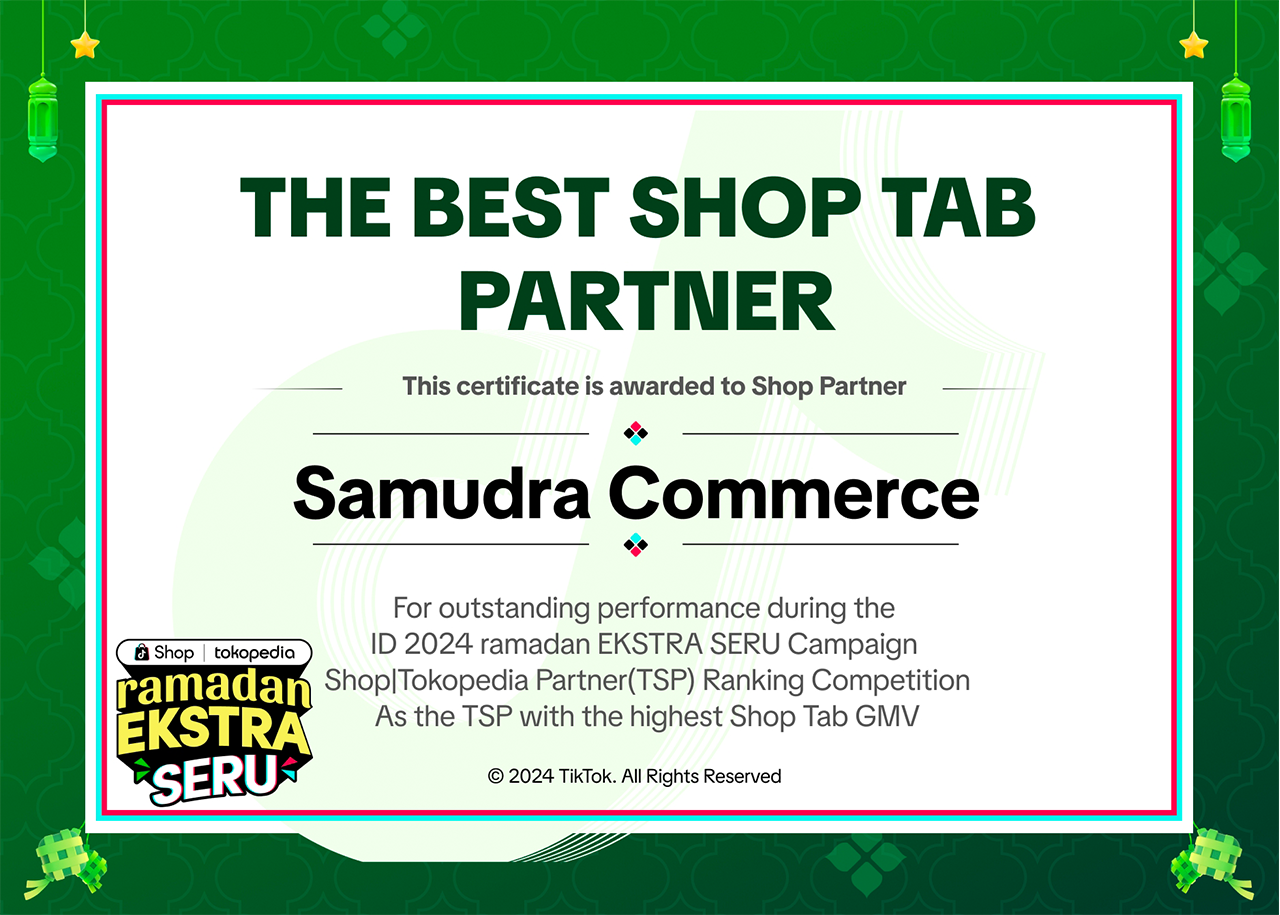 THE BEST SHOP TAB
PARTNER
This certificate is awarded to Shop Partner
Samudra Commerce
For outstanding performance during the
ID 2024 ramadan EKSTRA SERU Campaign
Shop|Tokopedia Partner(TSP) Ranking Competition
As the TSP with the highest Shop Tab GMV
Shop | tokopedia
ramadan
EKSTRA
SERU
© 2024 TikTok. All Rights Reserved